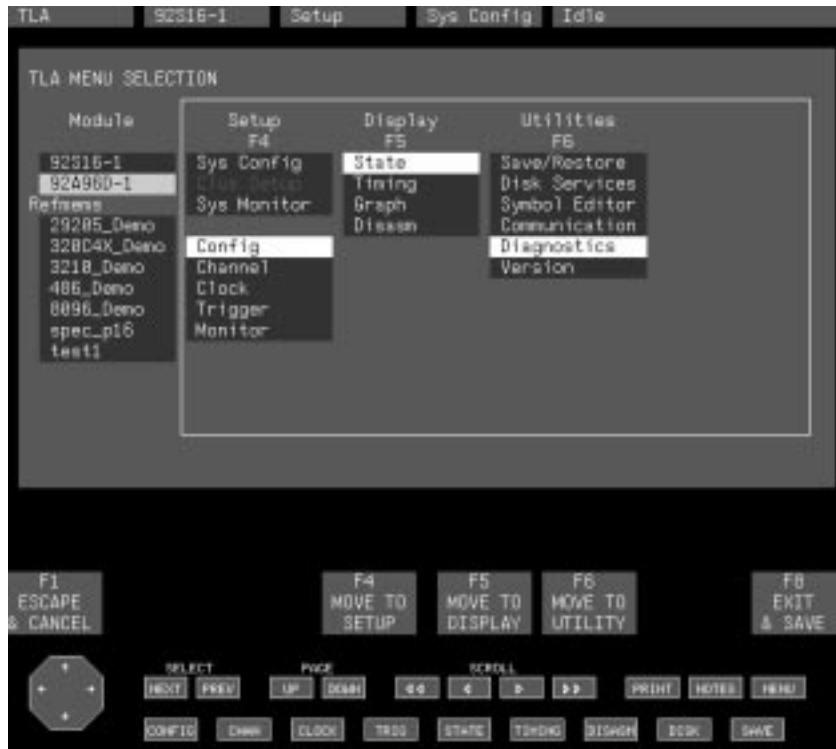 TLA 92S16-1 Setup Sys Config Idle
TLA MENU SELECTION
Module Setup Display Utilities
F4 F5 F6
92S16-1 Sys Config State Save/Restore
92A96D-1 Clus Setup Timing Disk Services
Refmems Sys Monitor Graph Symbol Editor
29205_Demo Disasm Communication
320C4X_Demo Config Diagnostics
3210_Demo Channel Version
486_Demo Clock
8096_Demo Trigger
spec_p16 Monitor
test1
F1 F4 F5 F6 F8
ESCAPE MOVE TO MOVE TO MOVE TO EXIT
& CANCEL SETUP DISPLAY UTILITY & SAVE
SELECT PAGE SCROLL
NEXT PREV UP DOWN PRINT NOTES MENU
CONFIG CHAN CLOCK TRIG STATE TIMING DISASM DISK SAVE